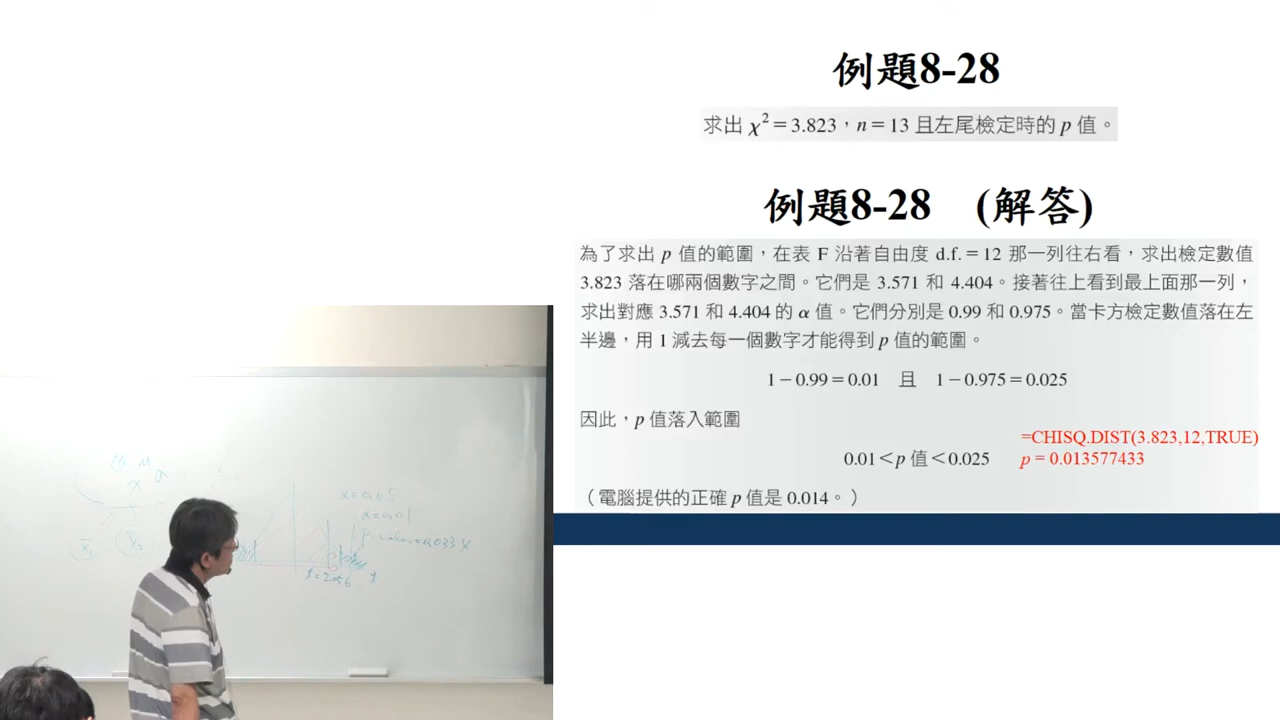 例題8-28
求出 χ² = 3.823，n = 13 且左尾檢定時的 p 值。
例題8-28 (解答)
為了求出 p 值的範圍，在表 F 沿著自由度 d.f. = 12 那一列往右看，求出檢定數值
3.823 落在哪兩個數字之間。它們是 3.571 和 4.404。接著往上看到最上面那一列，
求出對應 3.571 和 4.404 的 α 值。它們分別是 0.99 和 0.975。當卡方檢定數值落在左
半邊，用 1 減去每一個數字才能得到 p 值的範圍。
1 − 0.99 = 0.01 且 1 − 0.975 = 0.025
因此，p 值落入範圍
=CHISQ.DIST(3.823,12,TRUE)
0.01 < p 值 < 0.025
p = 0.013577433
（電腦提供的正確 p 值是 0.014。）
α=0.05
α=0.01
P-value=0.033
t=2.056 t
x̄₁ x̄₂